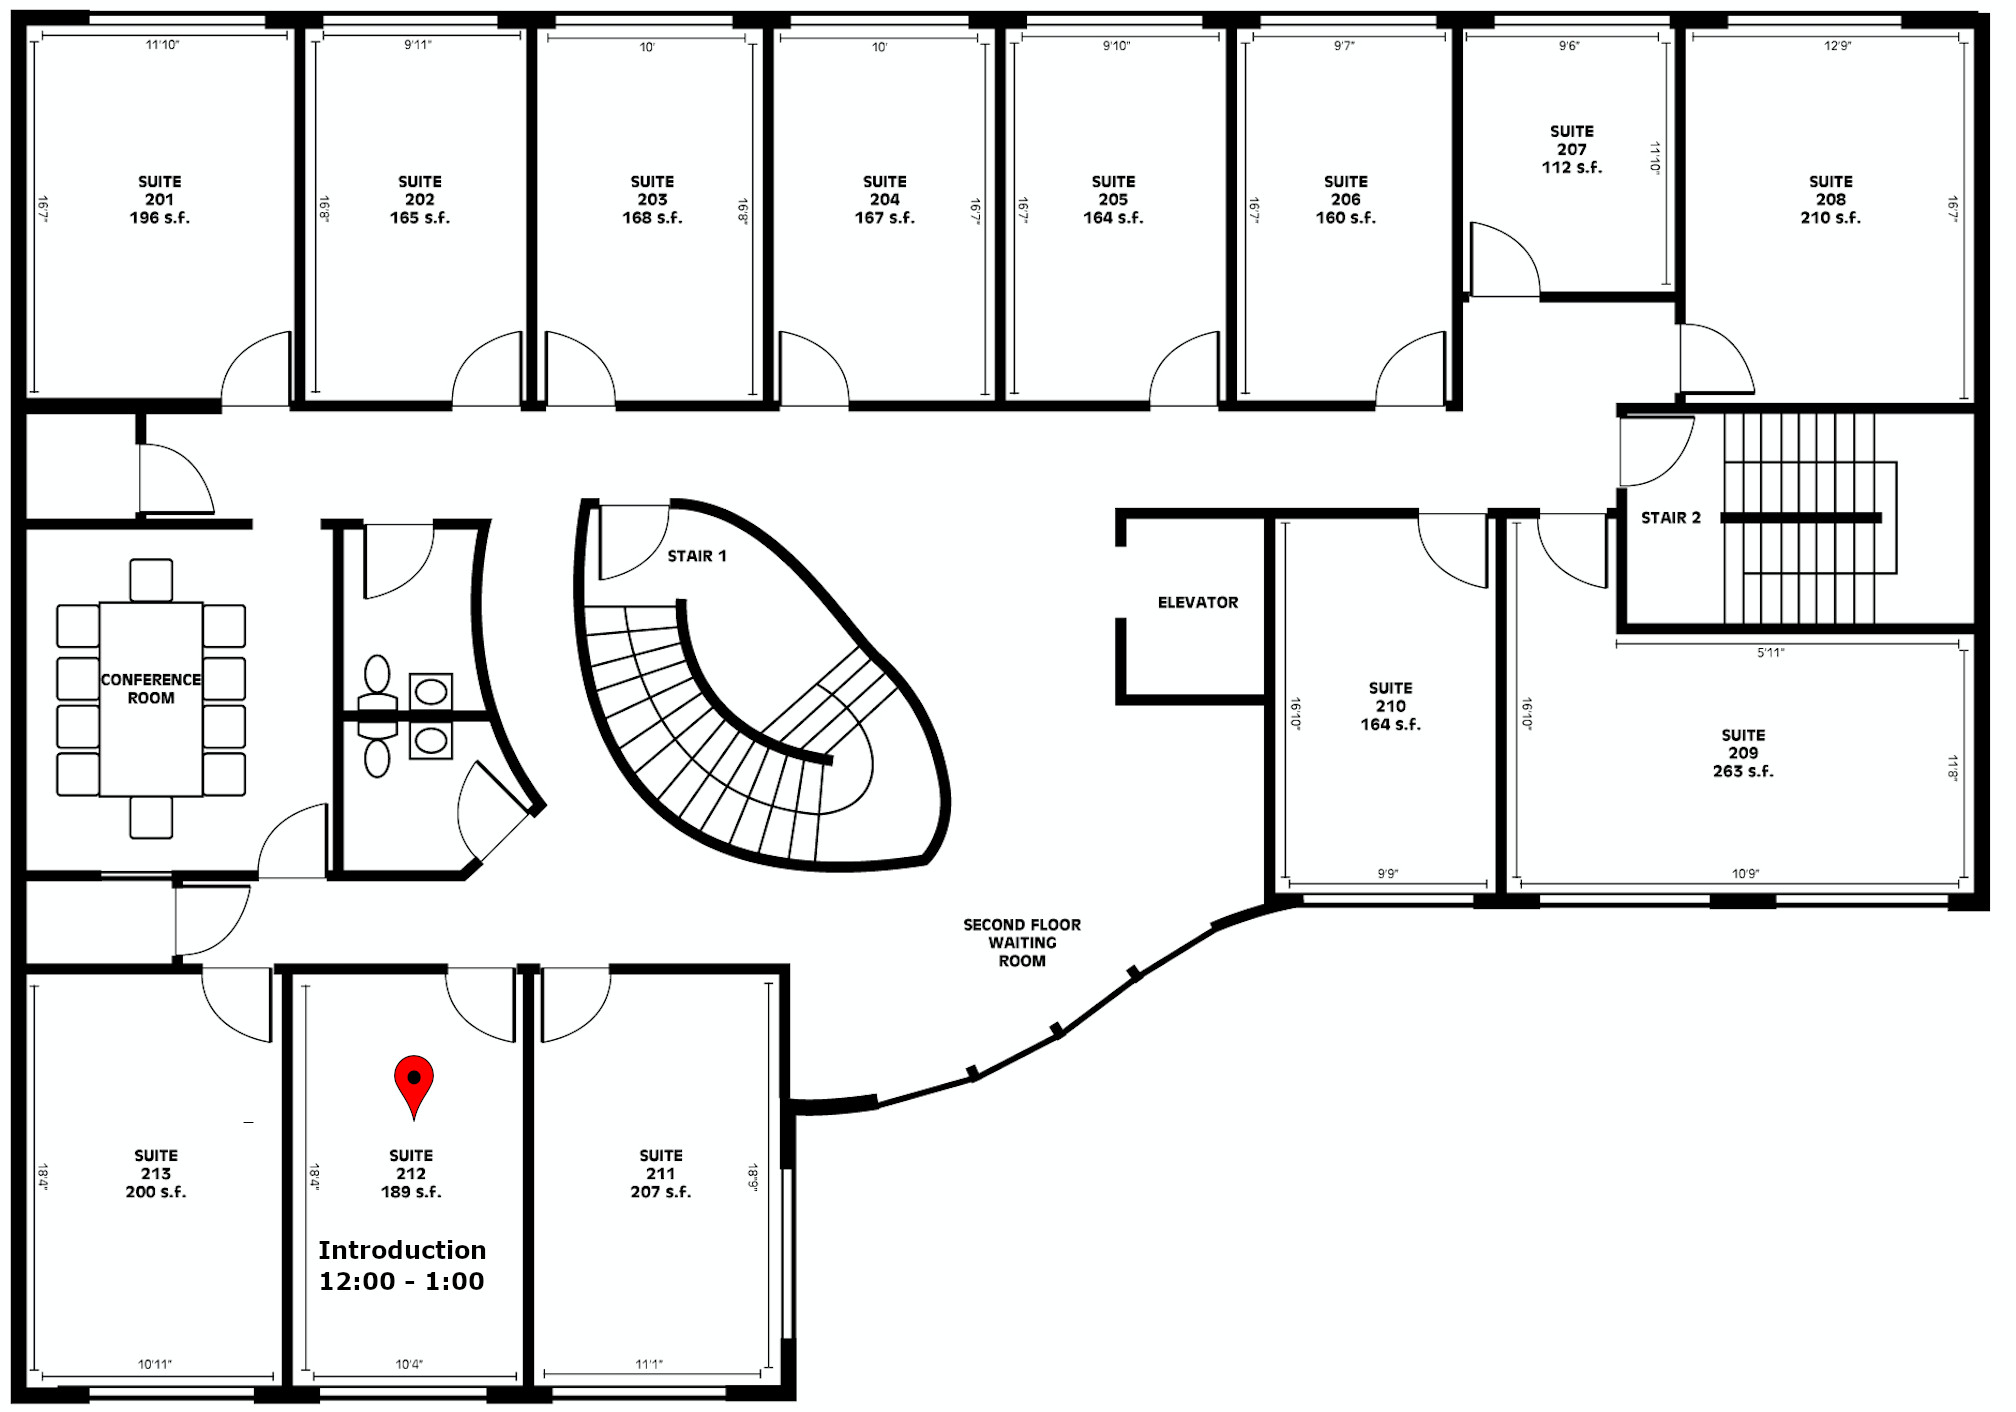 11'10"
9'11"
10'
10'
9'10"
9'7"
9'6"
12'9"
SUITE
201
196 s.f.
16'7"
SUITE
202
165 s.f.
16'8"
SUITE
203
168 s.f.
16'8"
SUITE
204
167 s.f.
16'7"
SUITE
205
164 s.f.
16'7"
SUITE
206
160 s.f.
16'7"
SUITE
207
112 s.f.
11'10"
SUITE
208
210 s.f.
16'7"
STAIR 1
STAIR 2
ELEVATOR
CONFERENCE
ROOM
SUITE
210
164 s.f.
16'10"
9'9"
SUITE
209
263 s.f.
16'10"
5'11"
11'8"
10'9"
SECOND FLOOR
WAITING
ROOM
SUITE
213
200 s.f.
18'4"
10'11"
SUITE
212
189 s.f.
18'4"
Introduction
12:00 - 1:00
10'4"
SUITE
211
207 s.f.
18"9"
11'1"